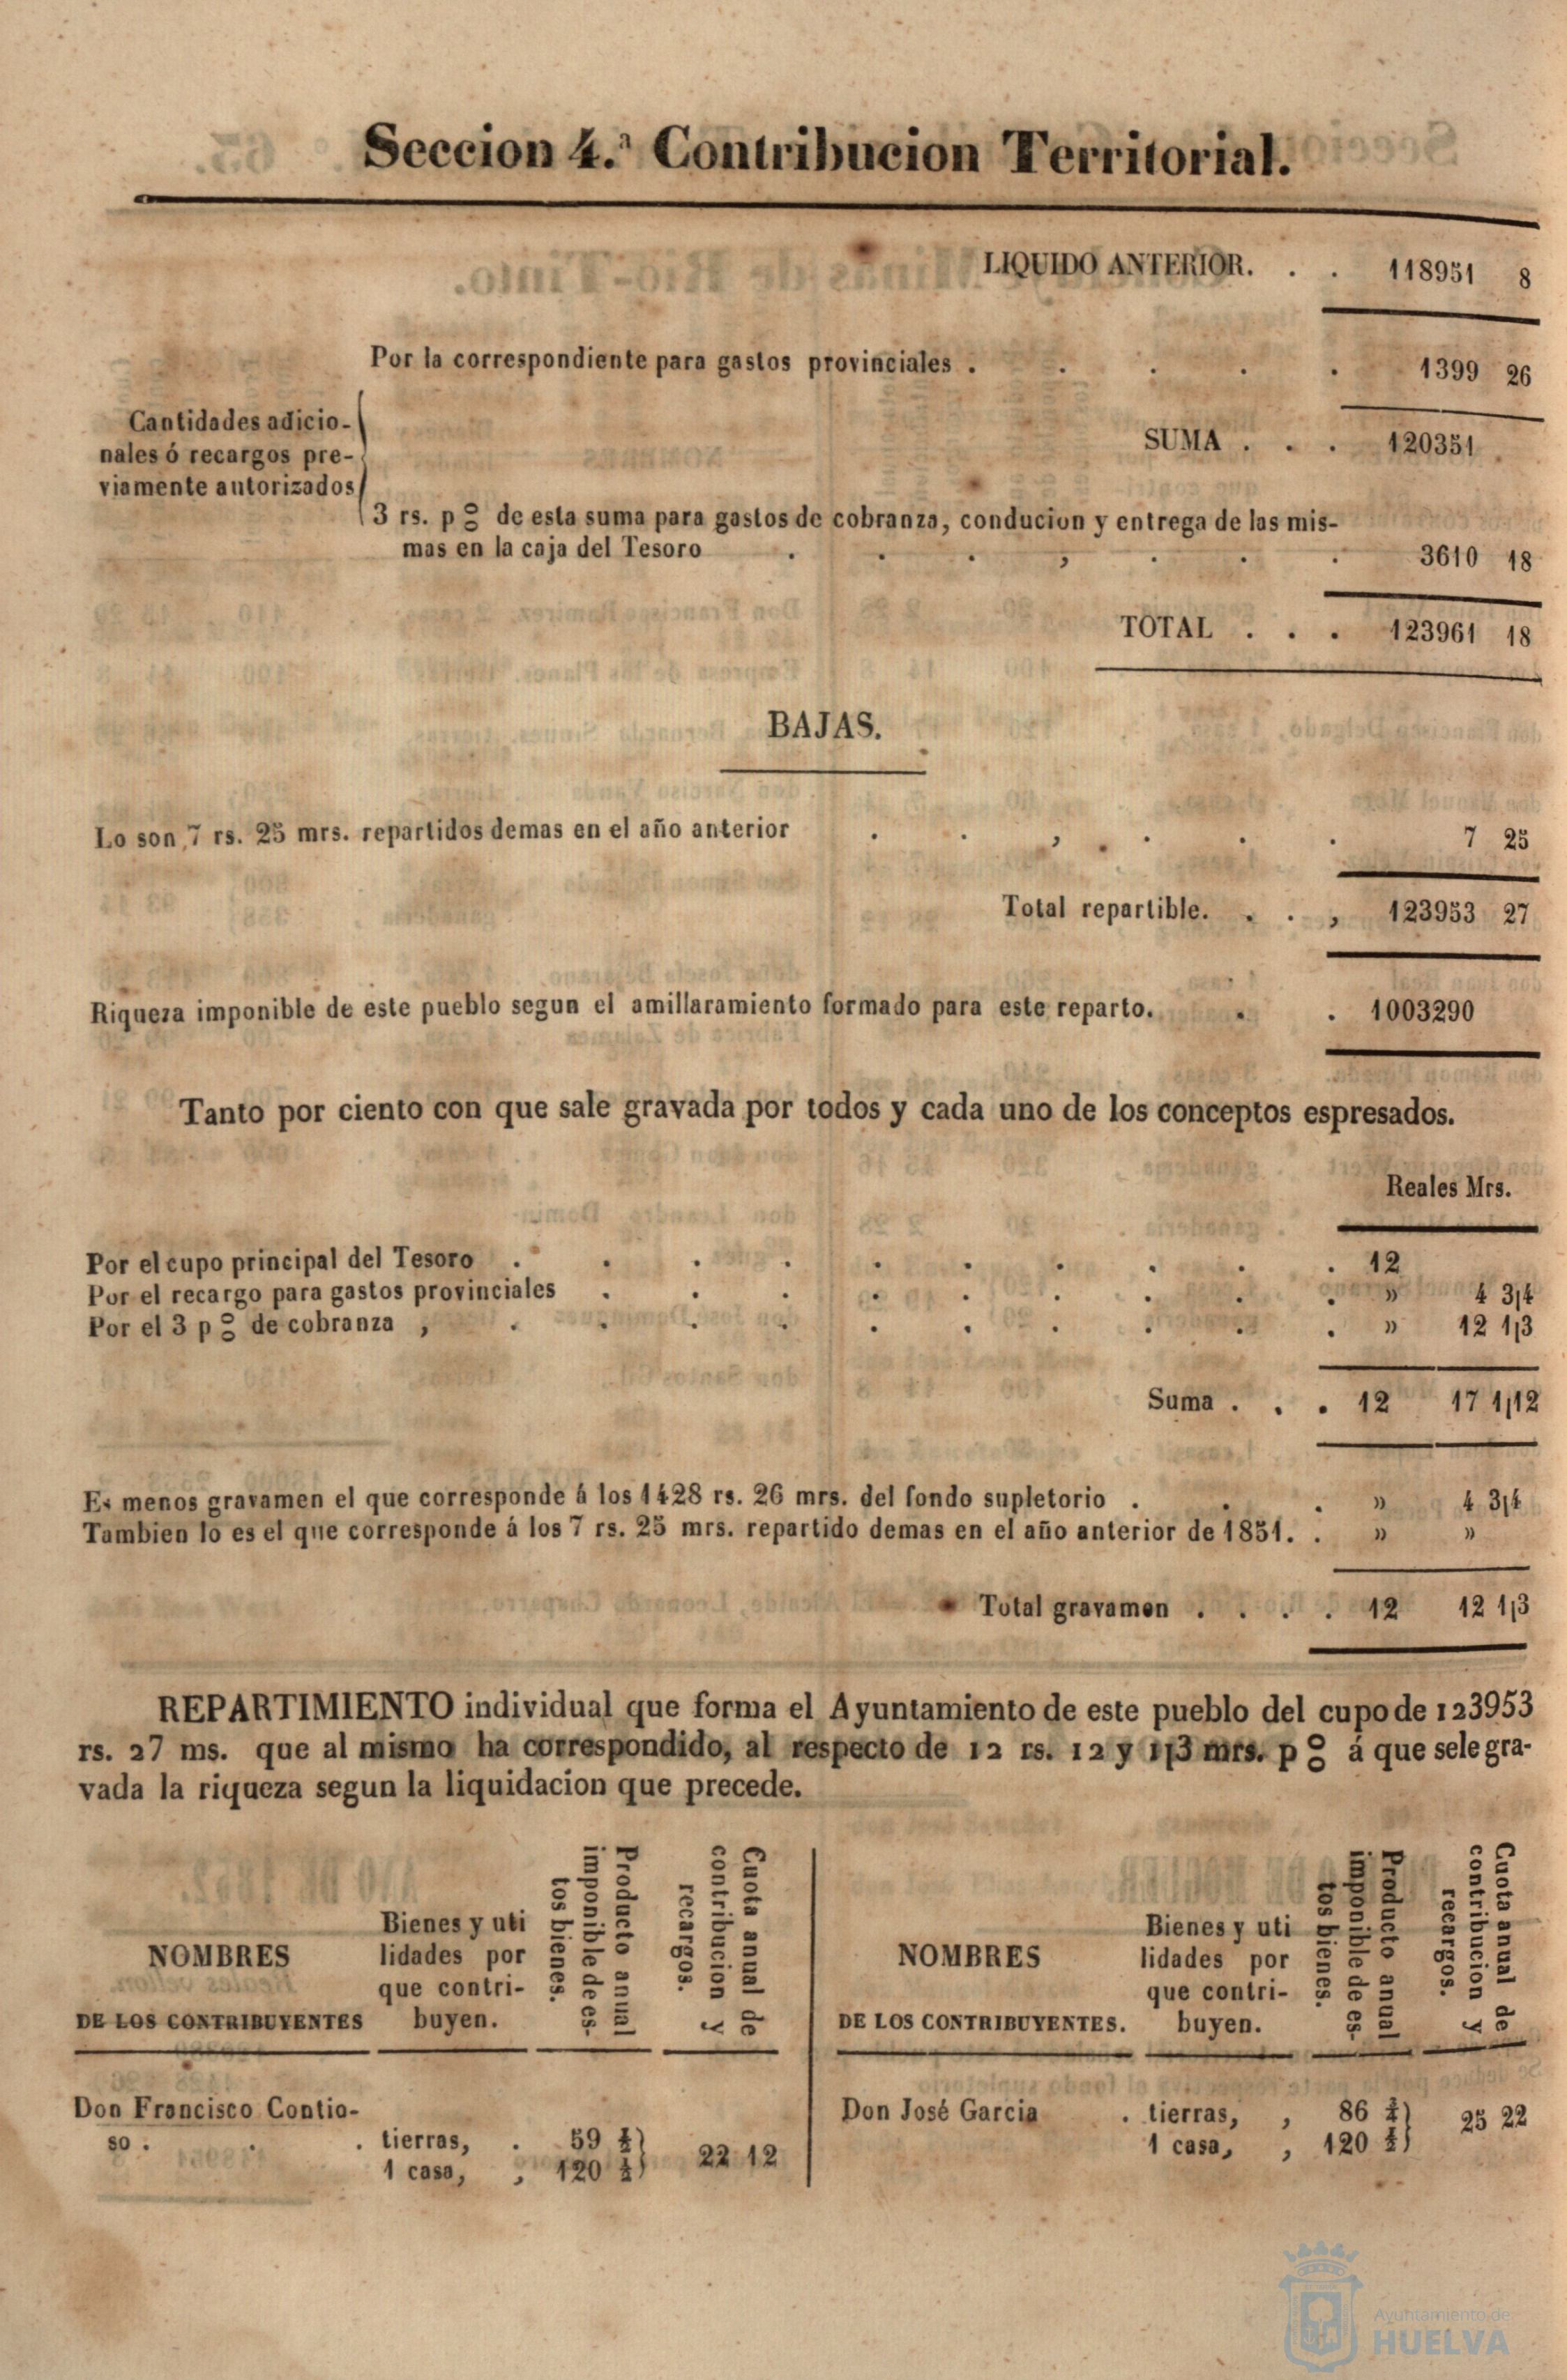 Seccion 4.ª Contribucion Territorial.
LIQUIDO ANTERIOR. . . 118951 8
Por la correspondiente para gastos provinciales . . . . . 1399 26
Cantidades adicio-
nales ó recargos pre-
viamente autorizados
SUMA . . . 120351
3 rs. p % de esta suma para gastos de cobranza, conducion y entrega de las mis-
mas en la caja del Tesoro . . . , . . . 3610 18
TOTAL . . . 123961 18
BAJAS.
Lo son 7 rs. 25 mrs. repartidos demas en el año anterior . . , . . . 7 25
Total repartible. . . , 123953 27
Riqueza imponible de este pueblo segun el amillaramiento formado para este reparto. . . 1003290
Tanto por ciento con que sale gravada por todos y cada uno de los conceptos espresados.
Reales Mrs.
Por el cupo principal del Tesoro . . . . . . . . . . 12
Por el recargo para gastos provinciales . . . . . . . . . » 4 3|4
Por el 3 p % de cobranza , . . . . . . . . . . » 12 1|3
Suma . . . 12 17 1|12
Es menos gravamen el que corresponde á los 1428 rs. 26 mrs. del fondo supletorio . . . » 4 3|4
Tambien lo es el que corresponde á los 7 rs. 25 mrs. repartido demas en el año anterior de 1851. . » »
Total gravamen . . . . 12 12 1|3
REPARTIMIENTO individual que forma el Ayuntamiento de este pueblo del cupo de 123953
rs. 27 ms. que al mismo ha correspondido, al respecto de 12 rs. 12 y 1|3 mrs. p % á que sele gra-
vada la riqueza segun la liquidacion que precede.
NOMBRES
DE LOS CONTRIBUYENTES
Bienes y uti
lidades por
que contri-
buyen.
Producto anual
imponible de es-
tos bienes.
Cuota anual de
contribucion y
recargos.
Don Francisco Contio-
so . . . tierras, . 59 ½
1 casa, , 120 ½ } 22 12
NOMBRES
DE LOS CONTRIBUYENTES.
Bienes y uti
lidades por
que contri-
buyen.
Producto anual
imponible de es-
tos bienes.
Cuota anual de
contribucion y
recargos.
Don José Garcia . tierras, , 86 ½
1 casa, , 120 ½ } 25 22
Ayuntamiento de
HUELVA